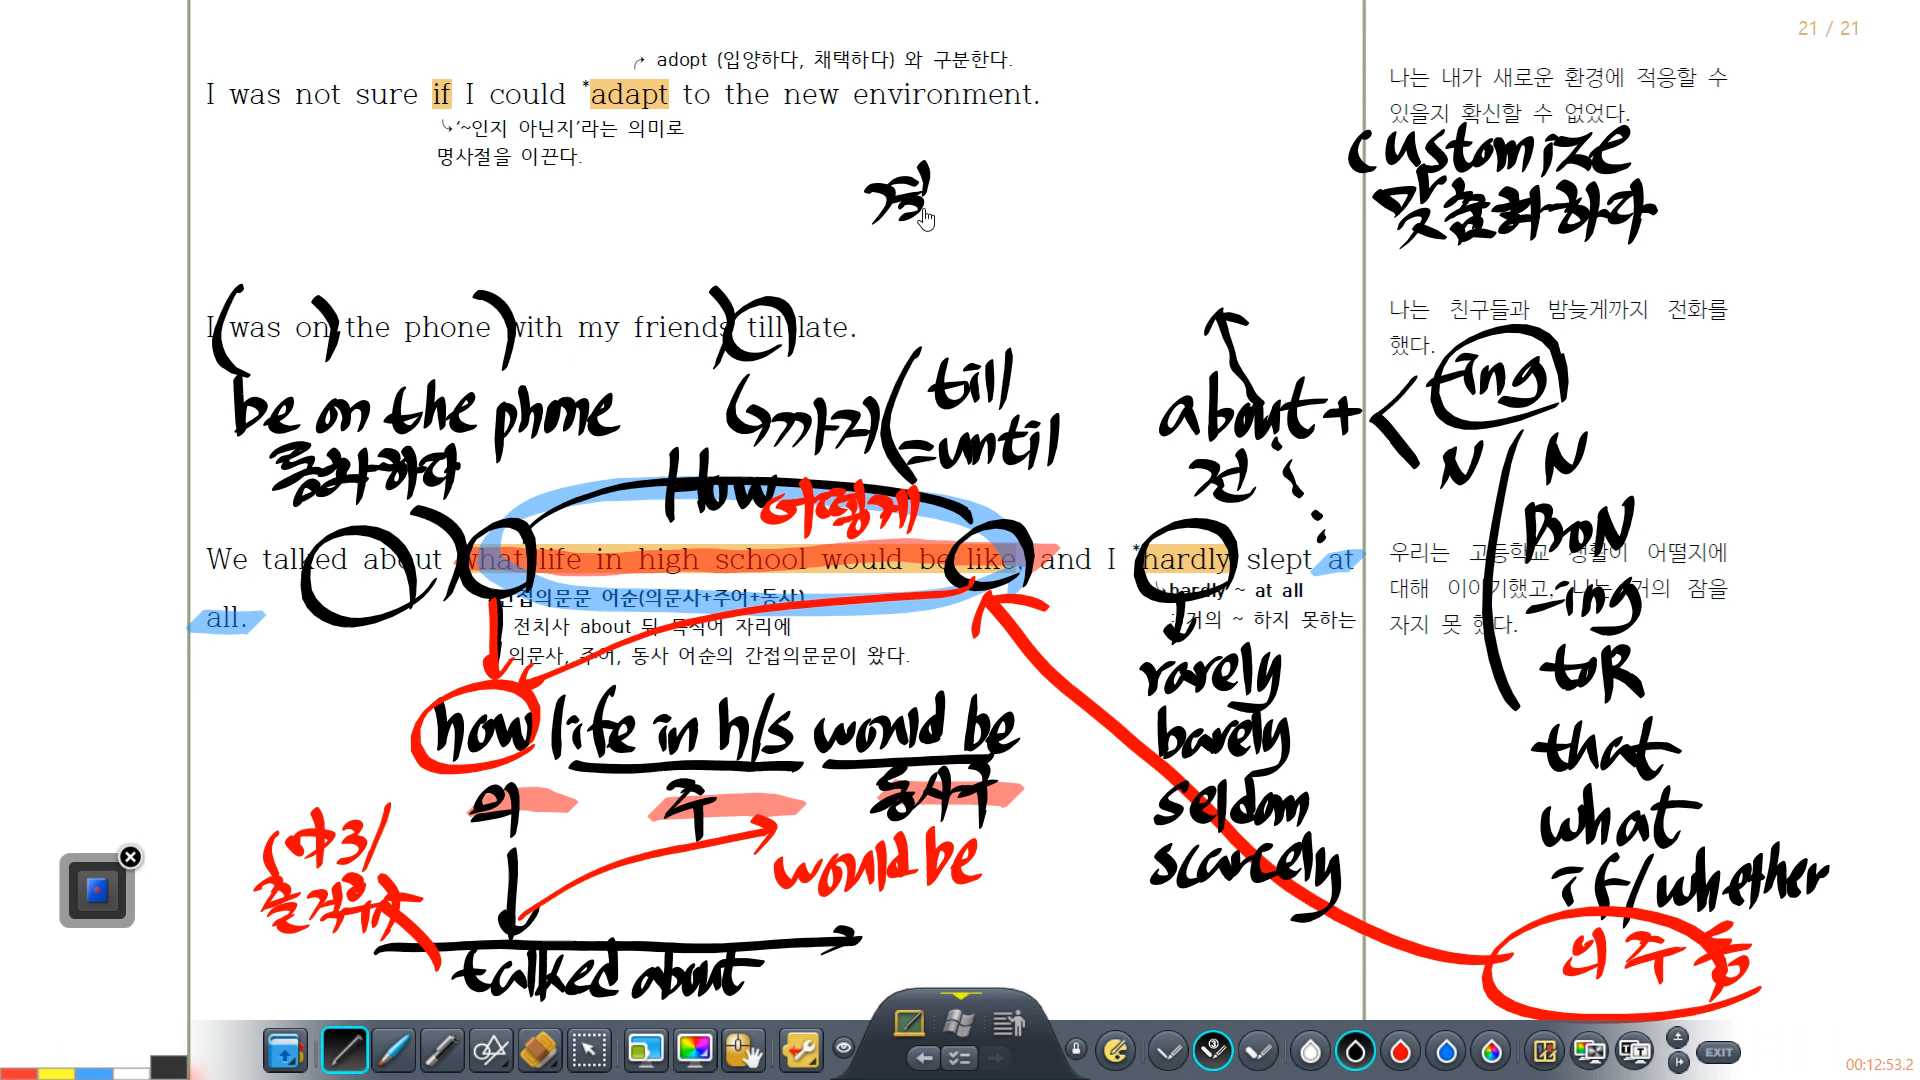 21 / 21
adopt (입양하다, 채택하다) 와 구분한다.
I was not sure if I could *adapt to the new environment.
'~인지 아닌지'라는 의미로
명사절을 이끈다.
나는 내가 새로운 환경에 적응할 수
있을지 확신할 수 없었다.
customize
맞춤화하다
I was on the phone with my friends till late.
나는 친구들과 밤늦게까지 전화를
했다.
be on the phone
통화하다
까지
till
=until
about+
전
ing
N
N
ProN
-ing
toR
that
what
if/whether
의 주 동
How 어떻게
We talked about what life in high school would be like, and I *hardly slept at
all.
간접의문문 어순(의문사+주어+동사)
전치사 about 뒤 목적어 자리에
의문사, 주어, 동사 어순의 간접의문문이 왔다.
hardly ~ at all
거의 ~ 하지 못하는
우리는 고등학교 생활이 어떨지에
대해 이야기했고, 나는 거의 잠을
자지 못 했다.
rarely
barely
seldom
scarcely
how life in h/s would be
의 주 동사구
would be
talked about
EXIT
00:12:53.2